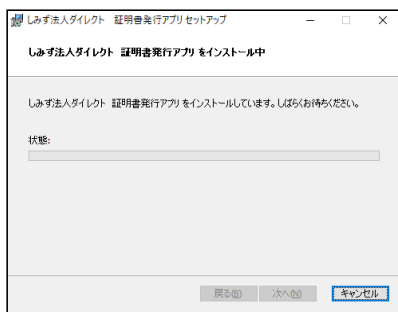 しみず法人ダイレクト 証明書発行アプリ セットアップ
しみず法人ダイレクト 証明書発行アプリ をインストール中
しみず法人ダイレクト 証明書発行アプリ をインストールしています。しばらくお待ちください。
状態:
戻る(B) 次へ(N) キャンセル